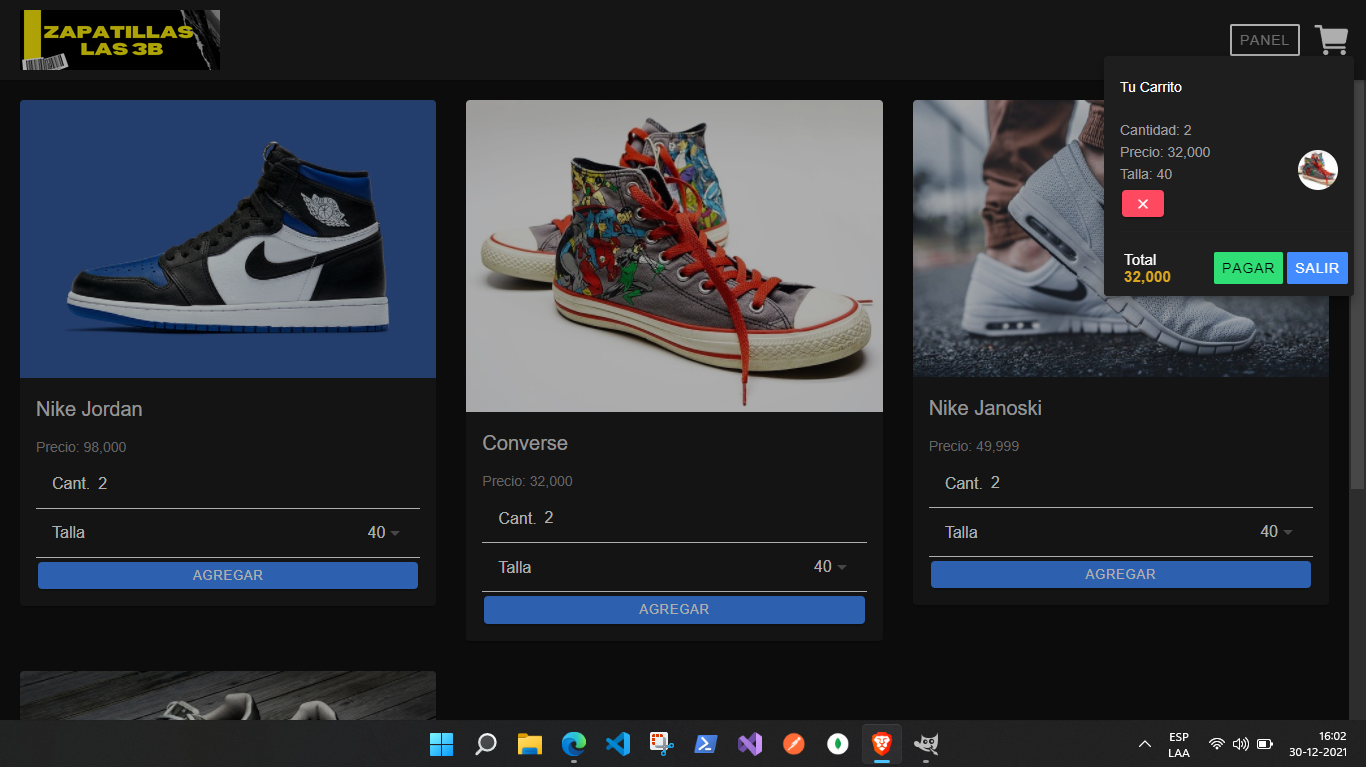 ZAPATILLAS
LAS 3B
PANEL
Tu Carrito
Cantidad: 2
Precio: 32,000
Talla: 40
Total
32,000
PAGAR
SALIR
Nike Jordan
Precio: 98,000
Cant. 2
Talla
40
AGREGAR
Converse
Precio: 32,000
Cant. 2
Talla
40
AGREGAR
Nike Janoski
Precio: 49,999
Cant. 2
Talla
40
AGREGAR
ESP
LAA
16:02
30-12-2021